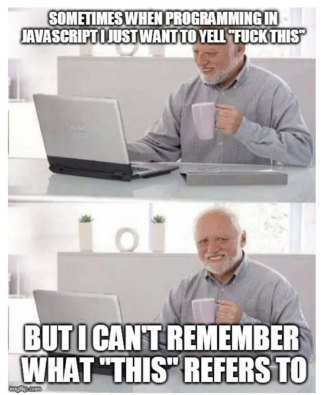 SOMETIMES WHEN PROGRAMMING IN
JAVASCRIPT I JUST WANT TO YELL "FUCK THIS"
BUT I CAN'T REMEMBER
WHAT "THIS" REFERS TO
imgflip.com